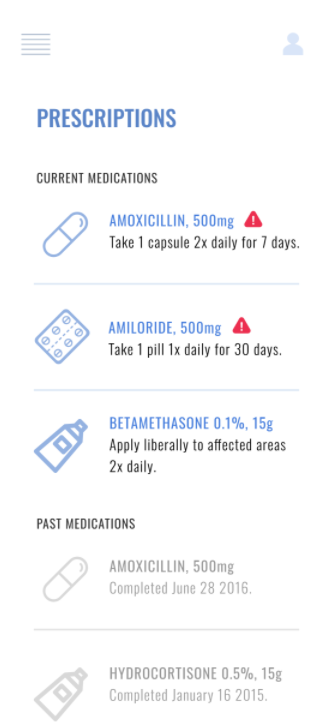 PRESCRIPTIONS
CURRENT MEDICATIONS
AMOXICILLIN, 500mg
Take 1 capsule 2x daily for 7 days.
AMILORIDE, 500mg
Take 1 pill 1x daily for 30 days.
BETAMETHASONE 0.1%, 15g
Apply liberally to affected areas
2x daily.
PAST MEDICATIONS
AMOXICILLIN, 500mg
Completed June 28 2016.
HYDROCORTISONE 0.5%, 15g
Completed January 16 2015.